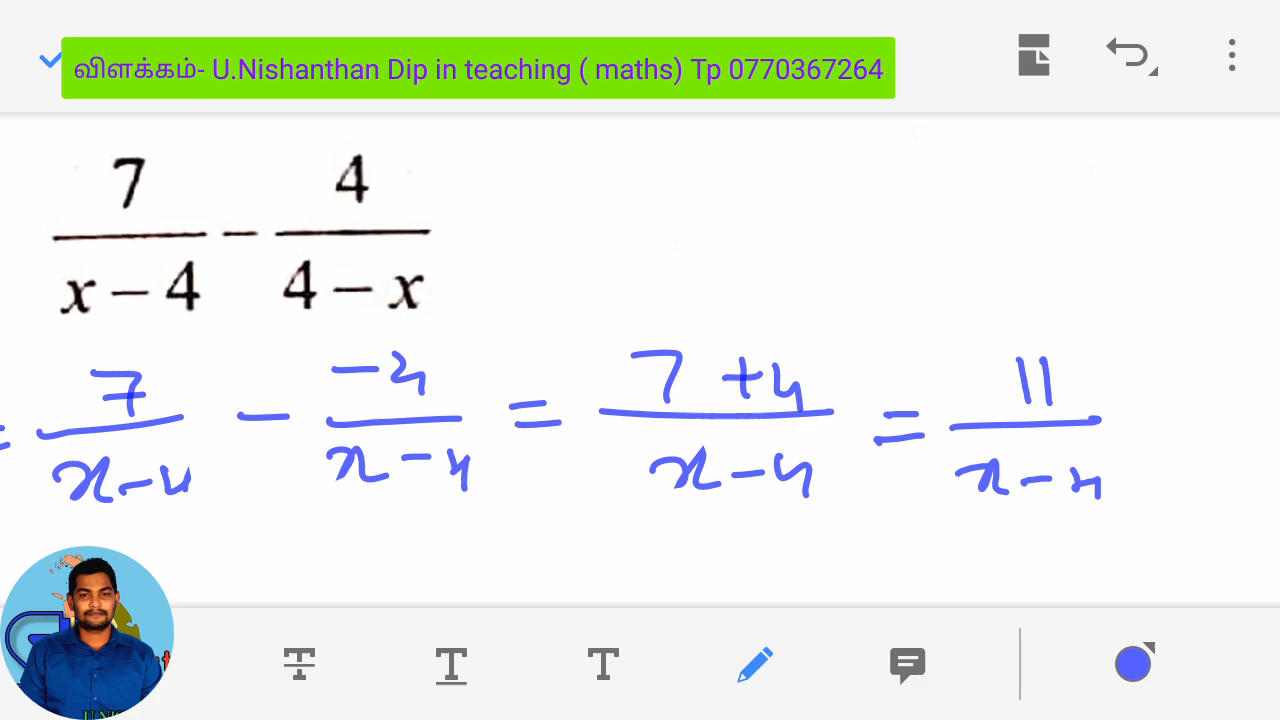 விளக்கம்- U.Nishanthan Dip in teaching ( maths) Tp 0770367264
7/(x – 4) – 4/(4 – x)
= 7/(x-4) - -4/(x-4) = (7+4)/(x-4) = 11/(x-4)
T T T